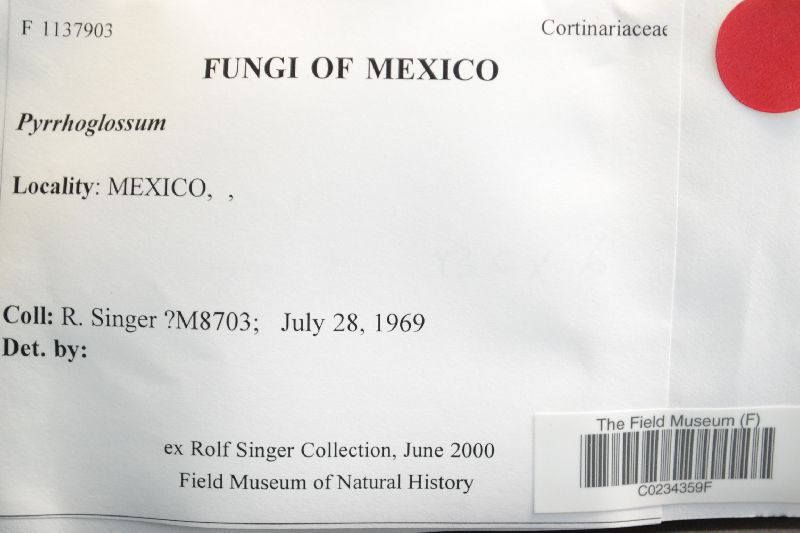 F 1137903
Cortinariaceae
FUNGI OF MEXICO
Pyrrhoglossum
Locality: MEXICO, ,
Coll: R. Singer ?M8703; July 28, 1969
Det. by:
ex Rolf Singer Collection, June 2000
Field Museum of Natural History
The Field Museum (F)
C0234359F